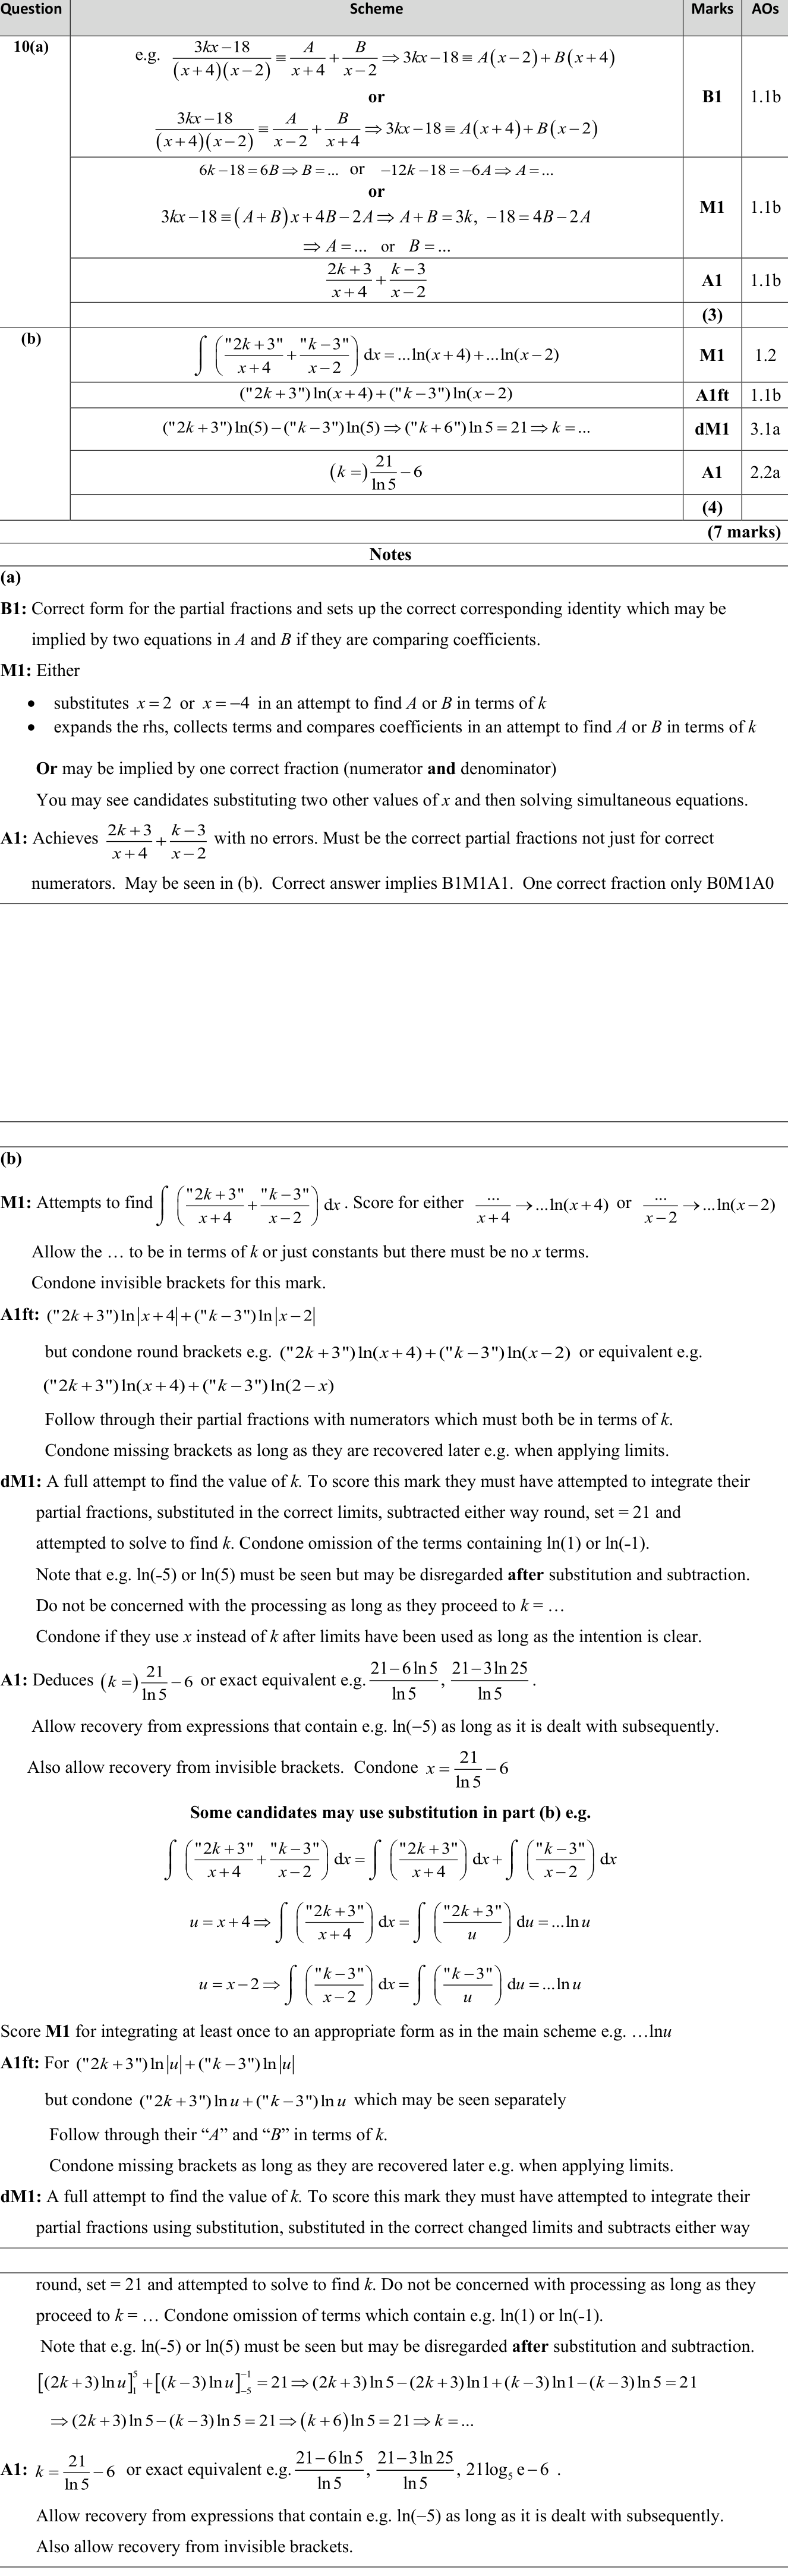 Question Scheme Marks AOs
10(a) e.g. (3kx − 18)/((x + 4)(x − 2)) ≡ A/(x + 4) + B/(x − 2) ⇒ 3kx − 18 ≡ A(x − 2) + B(x + 4)
or
(3kx − 18)/((x + 4)(x − 2)) ≡ A/(x − 2) + B/(x + 4) ⇒ 3kx − 18 ≡ A(x + 4) + B(x − 2)
B1 1.1b
6k − 18 = 6B ⇒ B = ... or −12k − 18 = −6A ⇒ A = ...
or
3kx − 18 ≡ (A + B)x + 4B − 2A ⇒ A + B = 3k, −18 = 4B − 2A
⇒ A = ... or B = ...
M1 1.1b
(2k + 3)/(x + 4) + (k − 3)/(x − 2) A1 1.1b
(3)
(b) ∫ ("2k + 3"/(x + 4) + "k − 3"/(x − 2)) dx = ...ln(x + 4) + ...ln(x − 2) M1 1.2
("2k + 3")ln(x + 4) + ("k − 3")ln(x − 2) A1ft 1.1b
("2k + 3")ln(5) − ("k − 3")ln(5) ⇒ ("k + 6")ln 5 = 21 ⇒ k = ... dM1 3.1a
(k =) 21/ln 5 − 6 A1 2.2a
(4)
(7 marks)
Notes
(a)
B1: Correct form for the partial fractions and sets up the correct corresponding identity which may be
implied by two equations in A and B if they are comparing coefficients.
M1: Either
• substitutes x = 2 or x = −4 in an attempt to find A or B in terms of k
• expands the rhs, collects terms and compares coefficients in an attempt to find A or B in terms of k
Or may be implied by one correct fraction (numerator and denominator)
You may see candidates substituting two other values of x and then solving simultaneous equations.
A1: Achieves (2k + 3)/(x + 4) + (k − 3)/(x − 2) with no errors. Must be the correct partial fractions not just for correct
numerators. May be seen in (b). Correct answer implies B1M1A1. One correct fraction only B0M1A0
(b)
M1: Attempts to find ∫ ("2k + 3"/(x + 4) + "k − 3"/(x − 2)) dx . Score for either .../(x + 4) → ...ln(x + 4) or .../(x − 2) → ...ln(x − 2)
Allow the … to be in terms of k or just constants but there must be no x terms.
Condone invisible brackets for this mark.
A1ft: ("2k + 3")ln|x + 4| + ("k − 3")ln|x − 2|
but condone round brackets e.g. ("2k + 3")ln(x + 4) + ("k − 3")ln(x − 2) or equivalent e.g.
("2k + 3")ln(x + 4) + ("k − 3")ln(2 − x)
Follow through their partial fractions with numerators which must both be in terms of k.
Condone missing brackets as long as they are recovered later e.g. when applying limits.
dM1: A full attempt to find the value of k. To score this mark they must have attempted to integrate their
partial fractions, substituted in the correct limits, subtracted either way round, set = 21 and
attempted to solve to find k. Condone omission of the terms containing ln(1) or ln(-1).
Note that e.g. ln(-5) or ln(5) must be seen but may be disregarded after substitution and subtraction.
Do not be concerned with the processing as long as they proceed to k = …
Condone if they use x instead of k after limits have been used as long as the intention is clear.
A1: Deduces (k =) 21/ln 5 − 6 or exact equivalent e.g. (21 − 6 ln 5)/ln 5, (21 − 3 ln 25)/ln 5 .
Allow recovery from expressions that contain e.g. ln(−5) as long as it is dealt with subsequently.
Also allow recovery from invisible brackets. Condone x = 21/ln 5 − 6
Some candidates may use substitution in part (b) e.g.
∫ ("2k + 3"/(x + 4) + "k − 3"/(x − 2)) dx = ∫ ("2k + 3"/(x + 4)) dx + ∫ ("k − 3"/(x − 2)) dx
u = x + 4 ⇒ ∫ ("2k + 3"/(x + 4)) dx = ∫ ("2k + 3"/u) du = ...ln u
u = x − 2 ⇒ ∫ ("k − 3"/(x − 2)) dx = ∫ ("k − 3"/u) du = ...ln u
Score M1 for integrating at least once to an appropriate form as in the main scheme e.g. …lnu
A1ft: For ("2k + 3")ln|u| + ("k − 3")ln|u|
but condone ("2k + 3")ln u + ("k − 3")ln u which may be seen separately
Follow through their “A” and “B” in terms of k.
Condone missing brackets as long as they are recovered later e.g. when applying limits.
dM1: A full attempt to find the value of k. To score this mark they must have attempted to integrate their
partial fractions using substitution, substituted in the correct changed limits and subtracts either way
round, set = 21 and attempted to solve to find k. Do not be concerned with processing as long as they
proceed to k = … Condone omission of terms which contain e.g. ln(1) or ln(-1).
Note that e.g. ln(-5) or ln(5) must be seen but may be disregarded after substitution and subtraction.
[(2k + 3)ln u]₁⁵ + [(k − 3)ln u]₋₅⁻¹ = 21 ⇒ (2k + 3)ln 5 − (2k + 3)ln 1 + (k − 3)ln 1 − (k − 3)ln 5 = 21
⇒ (2k + 3)ln 5 − (k − 3)ln 5 = 21 ⇒ (k + 6)ln 5 = 21 ⇒ k = ...
A1: k = 21/ln 5 − 6 or exact equivalent e.g. (21 − 6 ln 5)/ln 5, (21 − 3 ln 25)/ln 5, 21log₅ e − 6 .
Allow recovery from expressions that contain e.g. ln(−5) as long as it is dealt with subsequently.
Also allow recovery from invisible brackets.